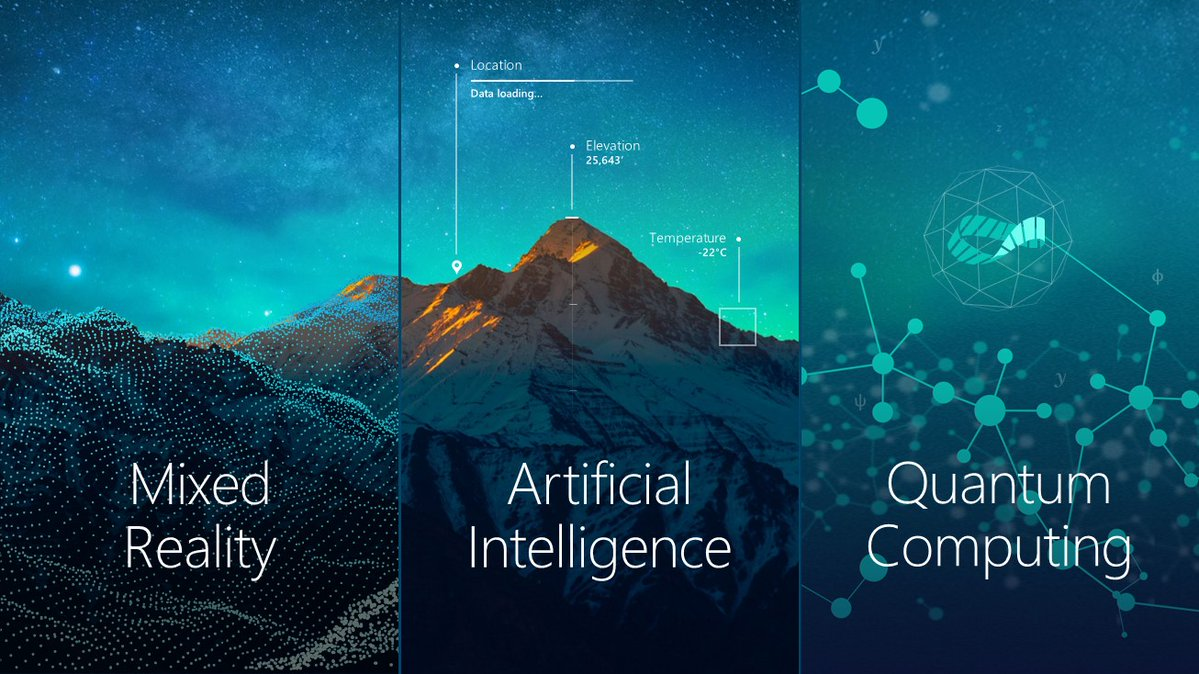 Mixed
Reality
Location
Data loading...
Elevation
25,643'
Temperature
-22°C
Artificial
Intelligence
y
z
ϕ
y
ψ
Quantum
Computing